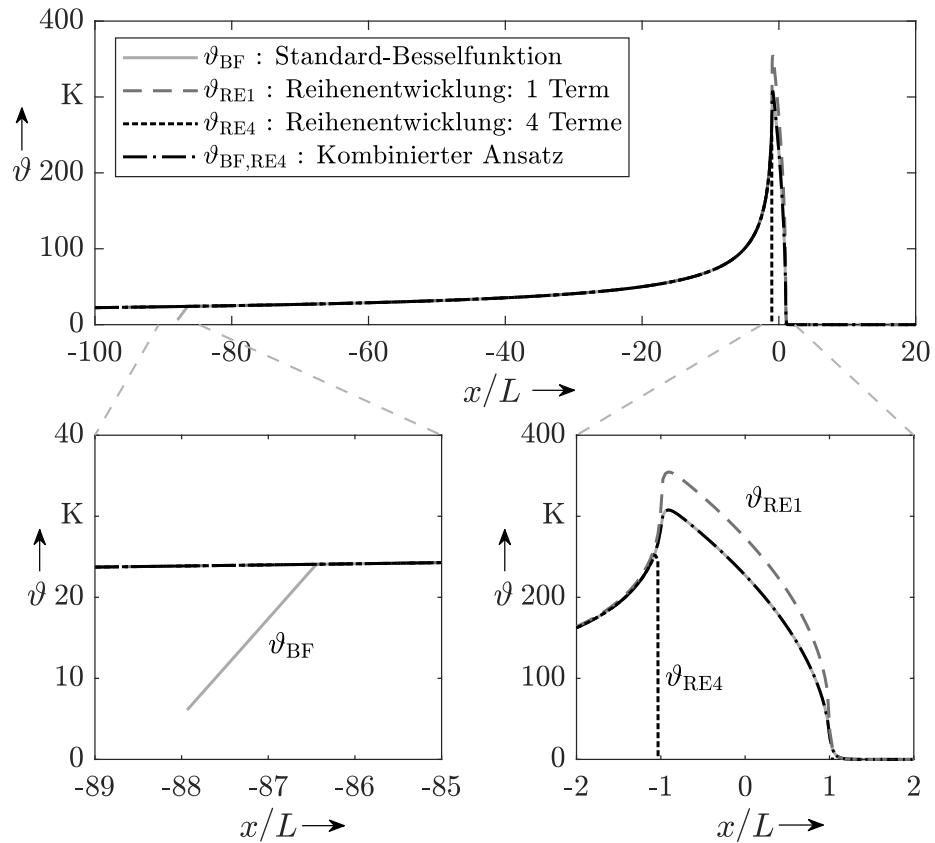 400
K
ϑ
200
100
0
ϑBF : Standard-Besselfunktion
ϑRE1 : Reihenentwicklung: 1 Term
ϑRE4 : Reihenentwicklung: 4 Terme
ϑBF,RE4 : Kombinierter Ansatz
-100 -80 -60 -40 -20 0 20
x/L
40
K
ϑ 20
10
0
ϑBF
-89 -88 -87 -86 -85
x/L
400
K
ϑ 200
100
0
ϑRE1
ϑRE4
-2 -1 0 1 2
x/L